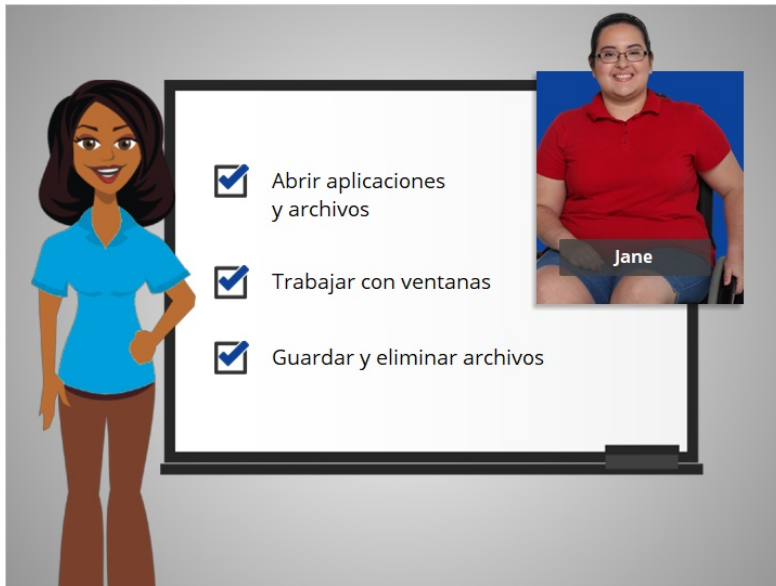 Abrir aplicaciones
y archivos
Jane
Trabajar con ventanas
Guardar y eliminar archivos